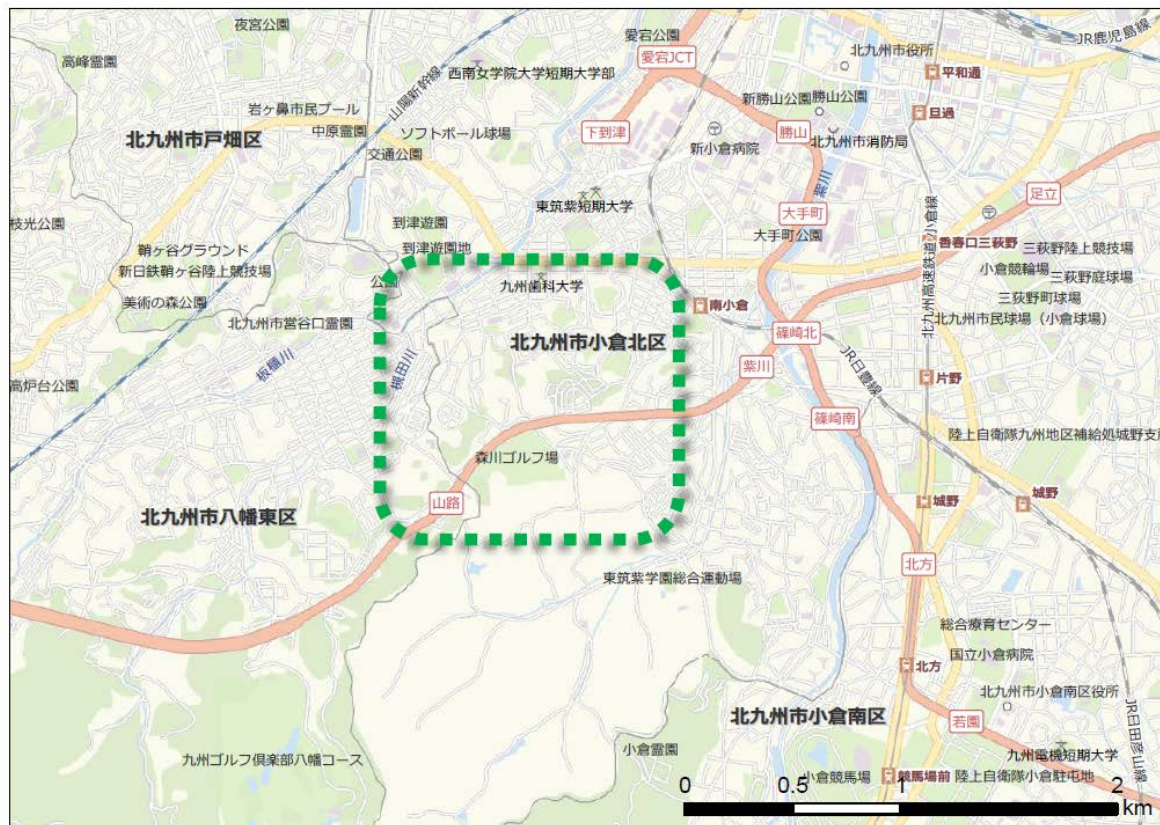 夜宮公園
愛宕公園
JR鹿児島線
高峰霊園
西南女学院大学短期大学部
愛宕JCT
北九州市役所
平和通
山陽新幹線
岩ヶ鼻市民プール
中原霊園
ソフトボール球場
新勝山公園
勝山公園
旦過
北九州市戸畑区
下到津
勝山
北九州市消防局
交通公園
新小倉病院
紫川
足立
東筑紫短期大学
枝光公園
到津遊園
大手町
鞘ヶ谷グラウンド
到津遊園地
大手町公園
香春口三萩野
三萩野陸上競技場
新日鉄鞘ヶ谷陸上競技場
公園
九州歯科大学
小倉競輪場
三萩野庭球場
美術の森公園
南小倉
三萩野町球場
北九州市営谷口霊園
北九州市小倉北区
篠崎北
北九州市民球場(小倉球場)
北九州高速鉄道小倉線
板櫃川
槻田川
紫川
JR日豊線
片野
高炉台公園
篠崎南
陸上自衛隊九州地区補給処城野支所
森川ゴルフ場
山路
城野
城野
北九州市八幡東区
北方
東筑紫学園総合運動場
総合療育センター
北方
国立小倉病院
北九州市小倉南区役所
北九州市小倉南区
若園
JR日田彦山線
九州ゴルフ倶楽部八幡コース
小倉霊園
九州電機短期大学
小倉競馬場
競馬場前
陸上自衛隊小倉駐屯地
0 0.5 1 2
km